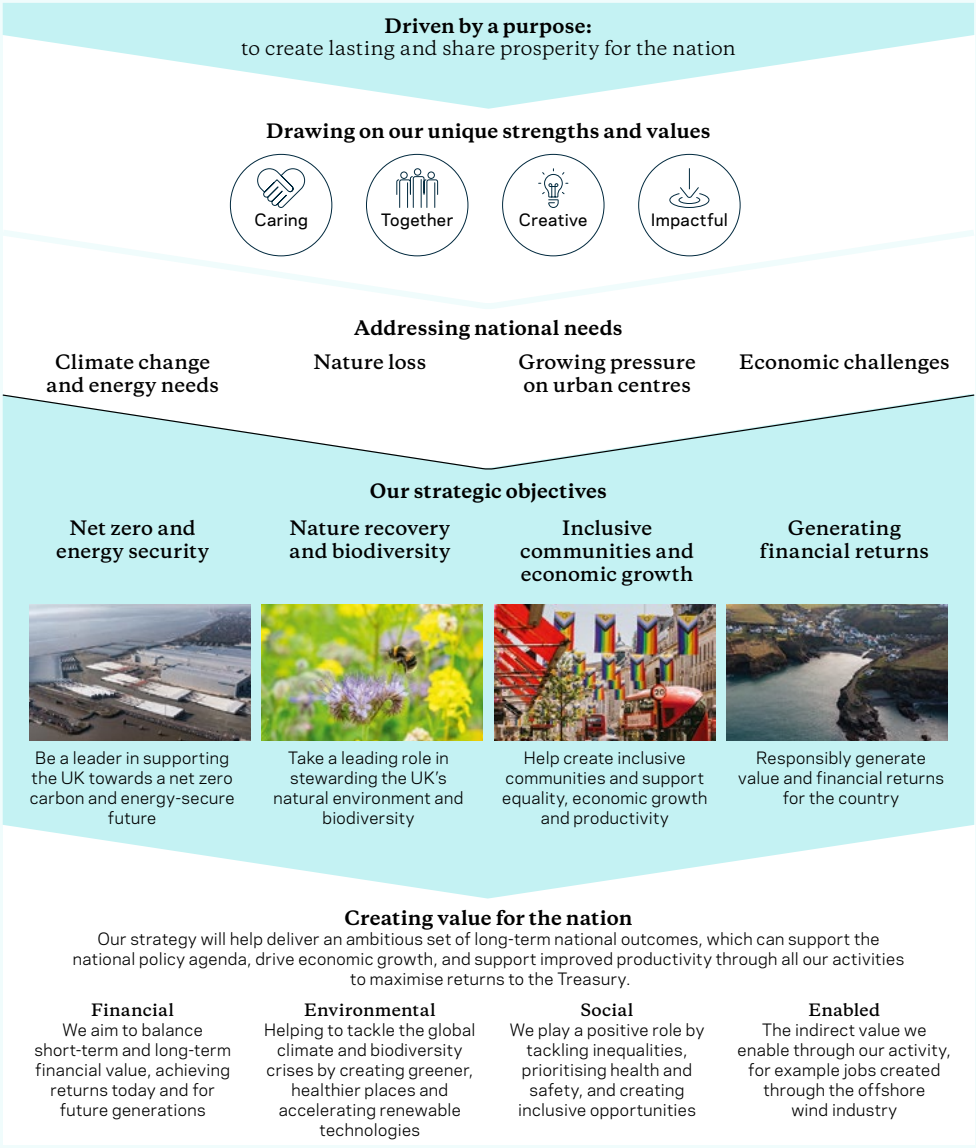 Driven by a purpose:
to create lasting and share prosperity for the nation
Drawing on our unique strengths and values
Caring
Together
Creative
Impactful
Addressing national needs
Climate change
and energy needs
Nature loss
Growing pressure
on urban centres
Economic challenges
Our strategic objectives
Net zero and
energy security
Nature recovery
and biodiversity
Inclusive
communities and
economic growth
Generating
financial returns
20
Be a leader in supporting
the UK towards a net zero
carbon and energy-secure
future
Take a leading role in
stewarding the UK's
natural environment and
biodiversity
Help create inclusive
communities and support
equality, economic growth
and productivity
Responsibly generate
value and financial returns
for the country
Creating value for the nation
Our strategy will help deliver an ambitious set of long-term national outcomes, which can support the
national policy agenda, drive economic growth, and support improved productivity through all our activities
to maximise returns to the Treasury.
Financial
We aim to balance
short-term and long-term
financial value, achieving
returns today and for
future generations
Environmental
Helping to tackle the global
climate and biodiversity
crises by creating greener,
healthier places and
accelerating renewable
technologies
Social
We play a positive role by
tackling inequalities,
prioritising health and
safety, and creating
inclusive opportunities
Enabled
The indirect value we
enable through our activity,
for example jobs created
through the offshore
wind industry